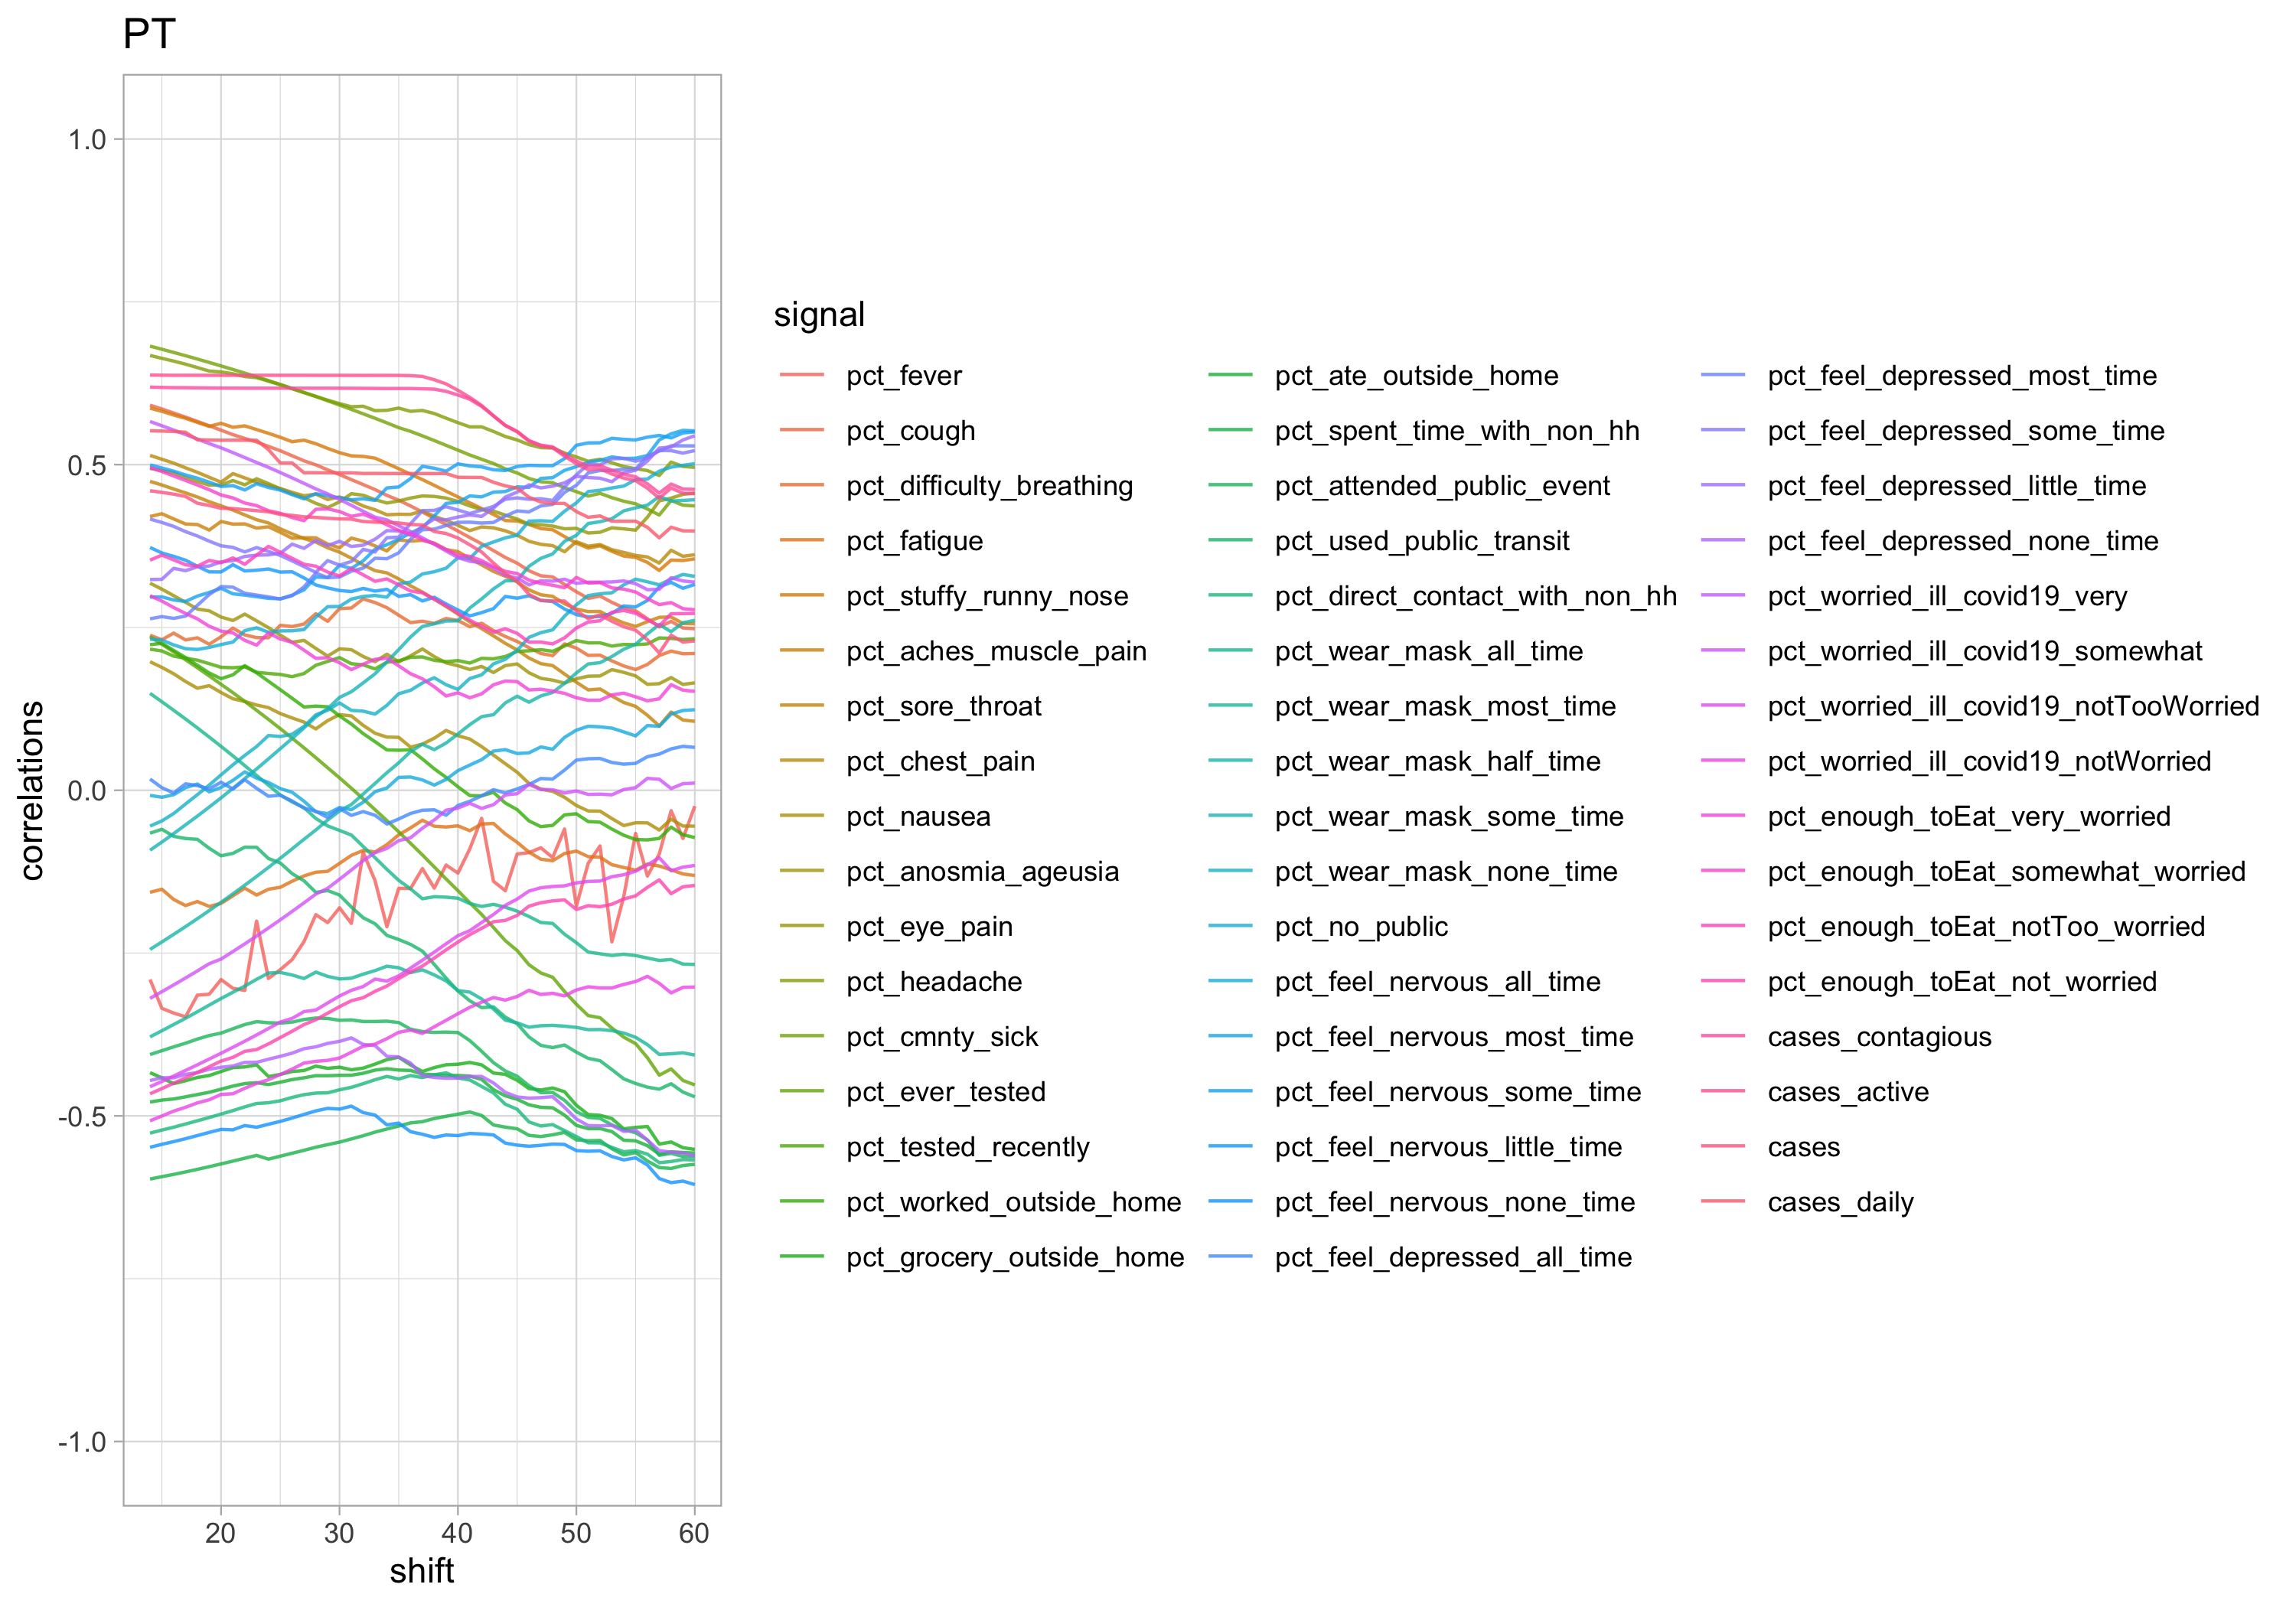 PT
1.0
0.5
0.0
-0.5
-1.0
correlations
20 30 40 50 60
shift
signal
pct_fever
pct_cough
pct_difficulty_breathing
pct_fatigue
pct_stuffy_runny_nose
pct_aches_muscle_pain
pct_sore_throat
pct_chest_pain
pct_nausea
pct_anosmia_ageusia
pct_eye_pain
pct_headache
pct_cmnty_sick
pct_ever_tested
pct_tested_recently
pct_worked_outside_home
pct_grocery_outside_home
pct_ate_outside_home
pct_spent_time_with_non_hh
pct_attended_public_event
pct_used_public_transit
pct_direct_contact_with_non_hh
pct_wear_mask_all_time
pct_wear_mask_most_time
pct_wear_mask_half_time
pct_wear_mask_some_time
pct_wear_mask_none_time
pct_no_public
pct_feel_nervous_all_time
pct_feel_nervous_most_time
pct_feel_nervous_some_time
pct_feel_nervous_little_time
pct_feel_nervous_none_time
pct_feel_depressed_all_time
pct_feel_depressed_most_time
pct_feel_depressed_some_time
pct_feel_depressed_little_time
pct_feel_depressed_none_time
pct_worried_ill_covid19_very
pct_worried_ill_covid19_somewhat
pct_worried_ill_covid19_notTooWorried
pct_worried_ill_covid19_notWorried
pct_enough_toEat_very_worried
pct_enough_toEat_somewhat_worried
pct_enough_toEat_notToo_worried
pct_enough_toEat_not_worried
cases_contagious
cases_active
cases
cases_daily